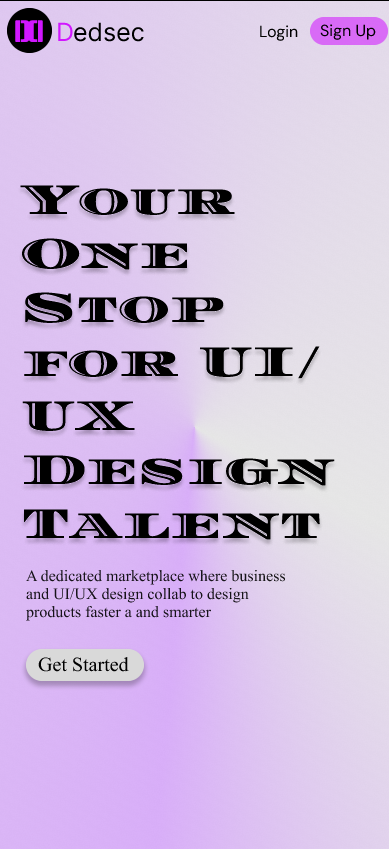 Dedsec
Login
Sign Up
Your
One
Stop
for UI/
UX
Design
Talent
A dedicated marketplace where business
and UI/UX design collab to design
products faster a and smarter
Get Started